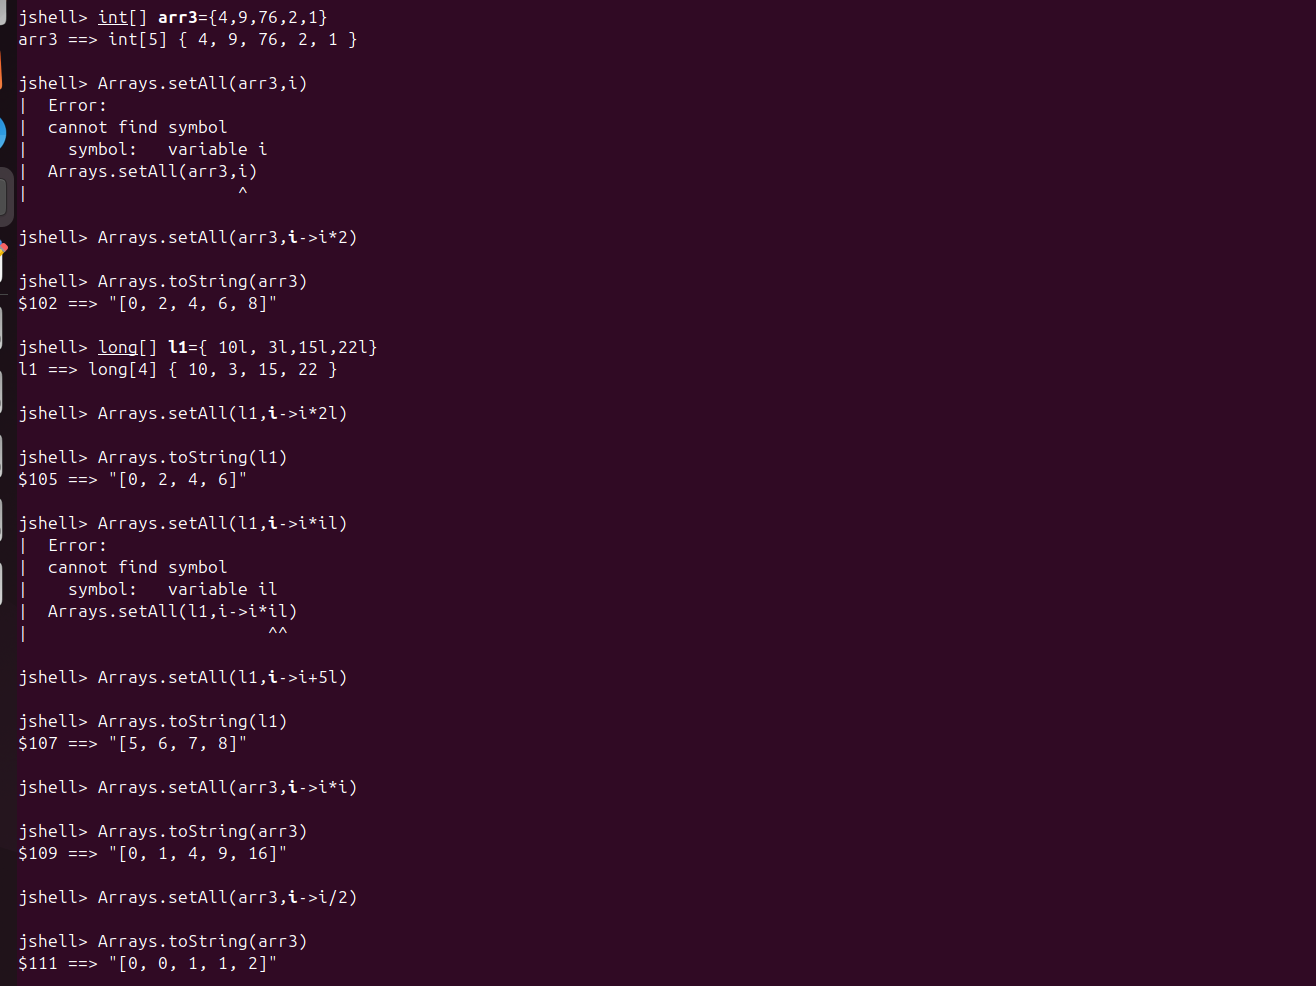 jshell> int[] arr3={4,9,76,2,1}
arr3 ==> int[5] { 4, 9, 76, 2, 1 }
jshell> Arrays.setAll(arr3,i)
|  Error:
|  cannot find symbol
|    symbol:   variable i
|  Arrays.setAll(arr3,i)
|                     ^
jshell> Arrays.setAll(arr3,i->i*2)
jshell> Arrays.toString(arr3)
$102 ==> "[0, 2, 4, 6, 8]"
jshell> long[] l1={ 10l, 3l,15l,22l}
l1 ==> long[4] { 10, 3, 15, 22 }
jshell> Arrays.setAll(l1,i->i*2l)
jshell> Arrays.toString(l1)
$105 ==> "[0, 2, 4, 6]"
jshell> Arrays.setAll(l1,i->i*il)
|  Error:
|  cannot find symbol
|    symbol:   variable il
|  Arrays.setAll(l1,i->i*il)
|                        ^^
jshell> Arrays.setAll(l1,i->i+5l)
jshell> Arrays.toString(l1)
$107 ==> "[5, 6, 7, 8]"
jshell> Arrays.setAll(arr3,i->i*i)
jshell> Arrays.toString(arr3)
$109 ==> "[0, 1, 4, 9, 16]"
jshell> Arrays.setAll(arr3,i->i/2)
jshell> Arrays.toString(arr3)
$111 ==> "[0, 0, 1, 1, 2]"